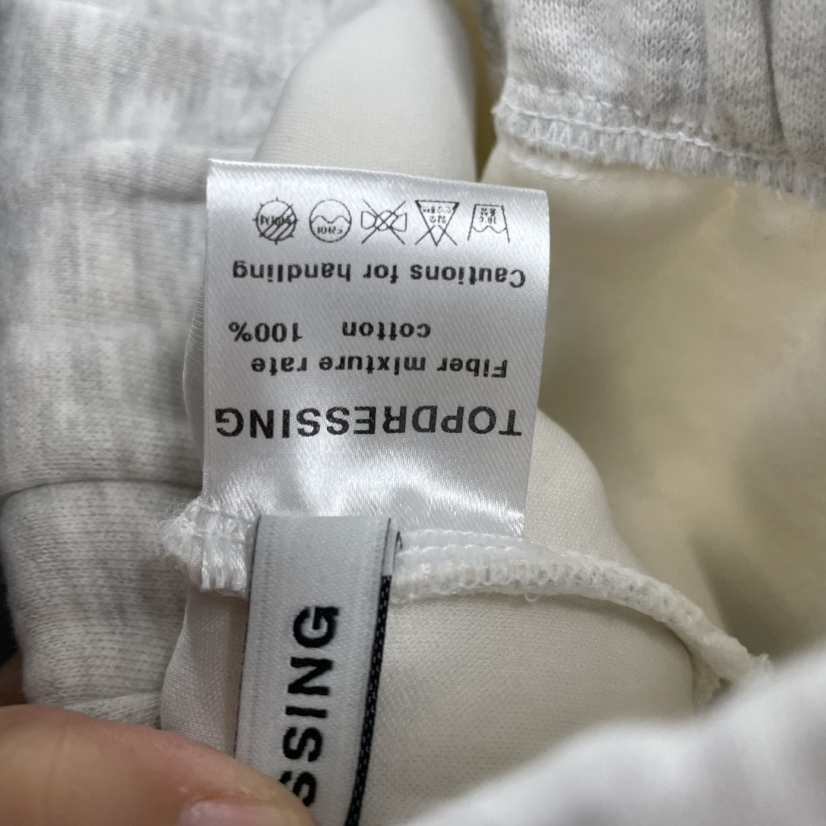 TOPDRESSING
Fiber mixture rate
cotton 100%
Cautions for handling
SSING